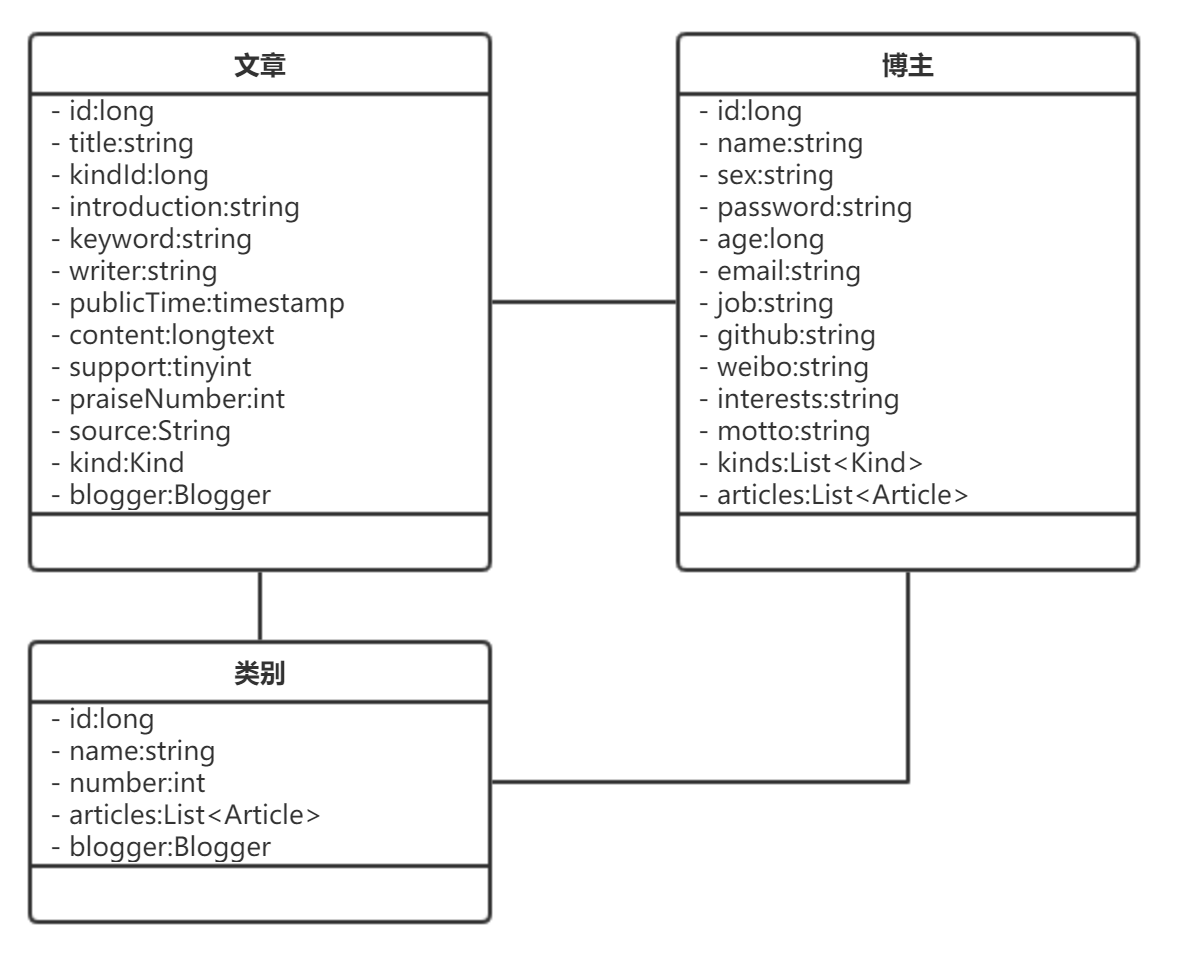 文章
- id:long
- title:string
- kindId:long
- introduction:string
- keyword:string
- writer:string
- publicTime:timestamp
- content:longtext
- support:tinyint
- praiseNumber:int
- source:String
- kind:Kind
- blogger:Blogger
博主
- id:long
- name:string
- sex:string
- password:string
- age:long
- email:string
- job:string
- github:string
- weibo:string
- interests:string
- motto:string
- kinds:List<Kind>
- articles:List<Article>
类别
- id:long
- name:string
- number:int
- articles:List<Article>
- blogger:Blogger